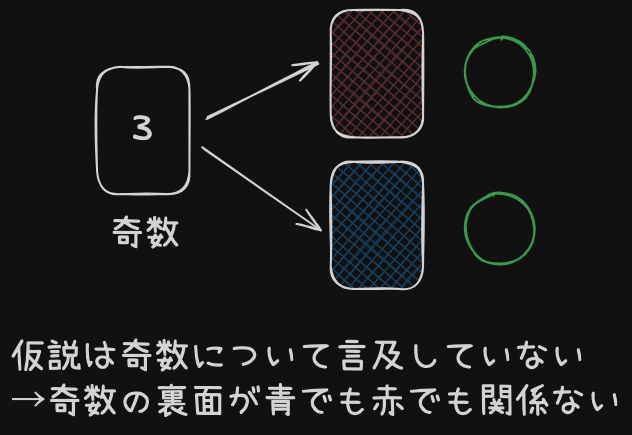 3
奇数
仮説は奇数について言及していない
→奇数の裏面が青でも赤でも関係ない